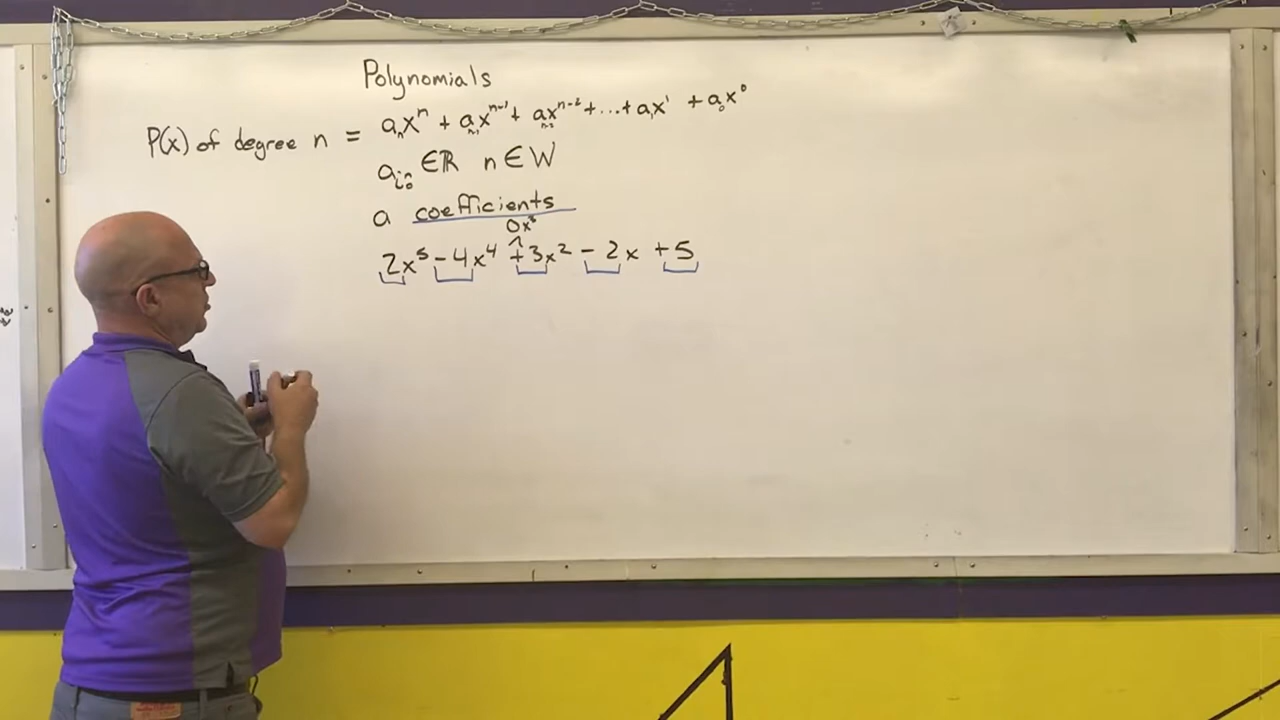 Polynomials
P(x) of degree n = aₙxⁿ + aₙ₋₁xⁿ⁻¹ + aₙ₋₂xⁿ⁻² + ... + a₁x¹ + a₀x⁰
∈ℝ n∈W
a coefficients
0x³
2x⁵ - 4x⁴ ^ + 3x² - 2x + 5